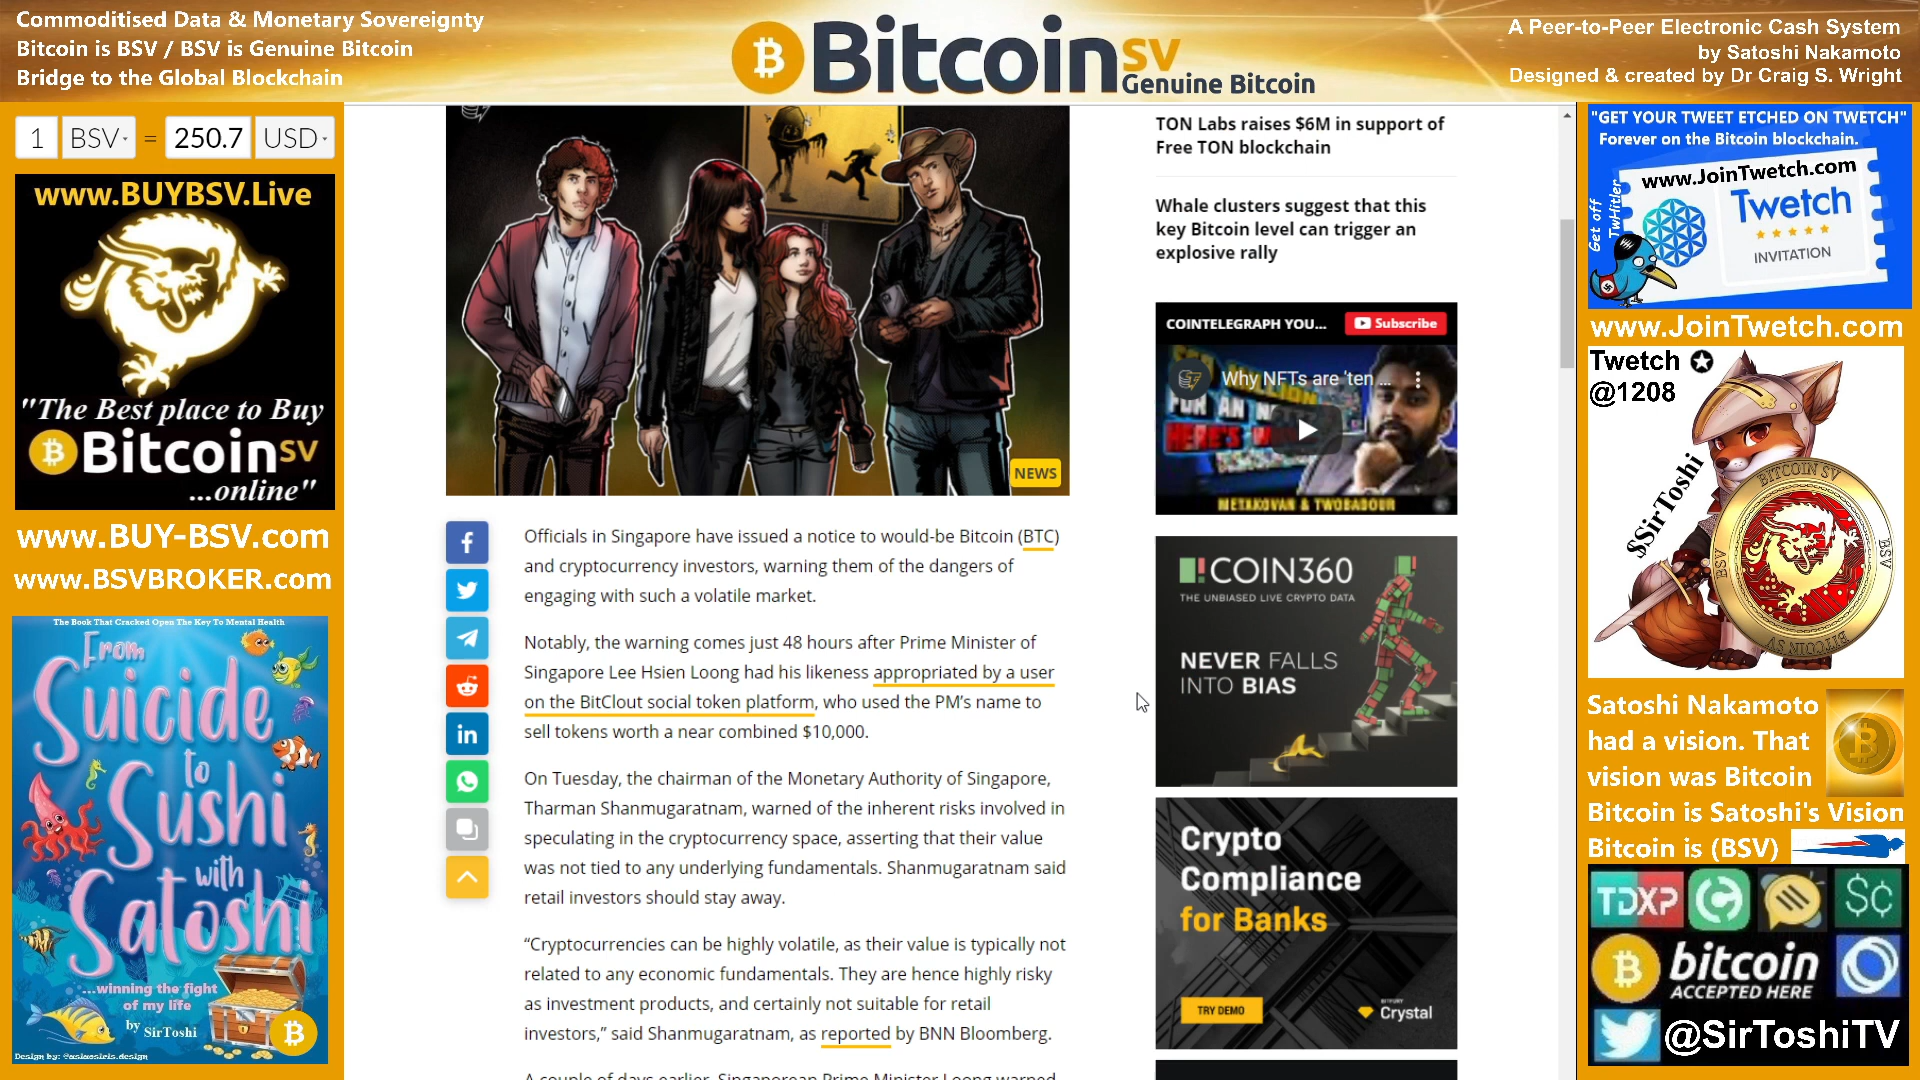 Commoditised Data & Monetary Sovereignty
Bitcoin is BSV / BSV is Genuine Bitcoin
Bridge to the Global Blockchain
BitcoinSV
Genuine Bitcoin
A Peer-to-Peer Electronic Cash System
by Satoshi Nakamoto
Designed & created by Dr Craig S. Wright
1 BSV = 250.7 USD
www.BUYBSV.Live
"The Best place to Buy
BitcoinSV
...online"
www.BUY-BSV.com
www.BSVBROKER.com
The Book That Cracked Open The Key To Mental Health
From
Suicide
to
Sushi
with
Satoshi
...winning the fight
of my life
by SirToshi
Design by: @asimosiris.design
NEWS
Officials in Singapore have issued a notice to would-be Bitcoin (BTC)
and cryptocurrency investors, warning them of the dangers of
engaging with such a volatile market.
Notably, the warning comes just 48 hours after Prime Minister of
Singapore Lee Hsien Loong had his likeness appropriated by a user
on the BitClout social token platform, who used the PM's name to
sell tokens worth a near combined $10,000.
On Tuesday, the chairman of the Monetary Authority of Singapore,
Tharman Shanmugaratnam, warned of the inherent risks involved in
speculating in the cryptocurrency space, asserting that their value
was not tied to any underlying fundamentals. Shanmugaratnam said
retail investors should stay away.
“Cryptocurrencies can be highly volatile, as their value is typically not
related to any economic fundamentals. They are hence highly risky
as investment products, and certainly not suitable for retail
investors,” said Shanmugaratnam, as reported by BNN Bloomberg.
A couple of days earlier, Singaporean Prime Minister Loong warned
TON Labs raises $6M in support of
Free TON blockchain
Whale clusters suggest that this
key Bitcoin level can trigger an
explosive rally
COINTELEGRAPH YOU...
Subscribe
Why NFTs are 'ten ...
FOR AN N
HERE'S W
METAKOVAN & TWOBADOUR
COIN360
THE UNBIASED LIVE CRYPTO DATA
NEVER FALLS
INTO BIAS
Crypto
Compliance
for Banks
TRY DEMO
BITFURY
Crystal
"GET YOUR TWEET ETCHED ON TWETCH"
Forever on the Bitcoin blockchain.
www.JoinTwetch.com
Twetch
INVITATION
Get off
TwHitler
www.JoinTwetch.com
Twetch
@1208
$SirToshi
BITCOIN SV
BSV
BSV
BITCOIN SV
Satoshi Nakamoto
had a vision. That
vision was Bitcoin
Bitcoin is Satoshi's Vision
Bitcoin is (BSV)
TDXP
$¢
bitcoin
ACCEPTED HERE
@SirToshiTV